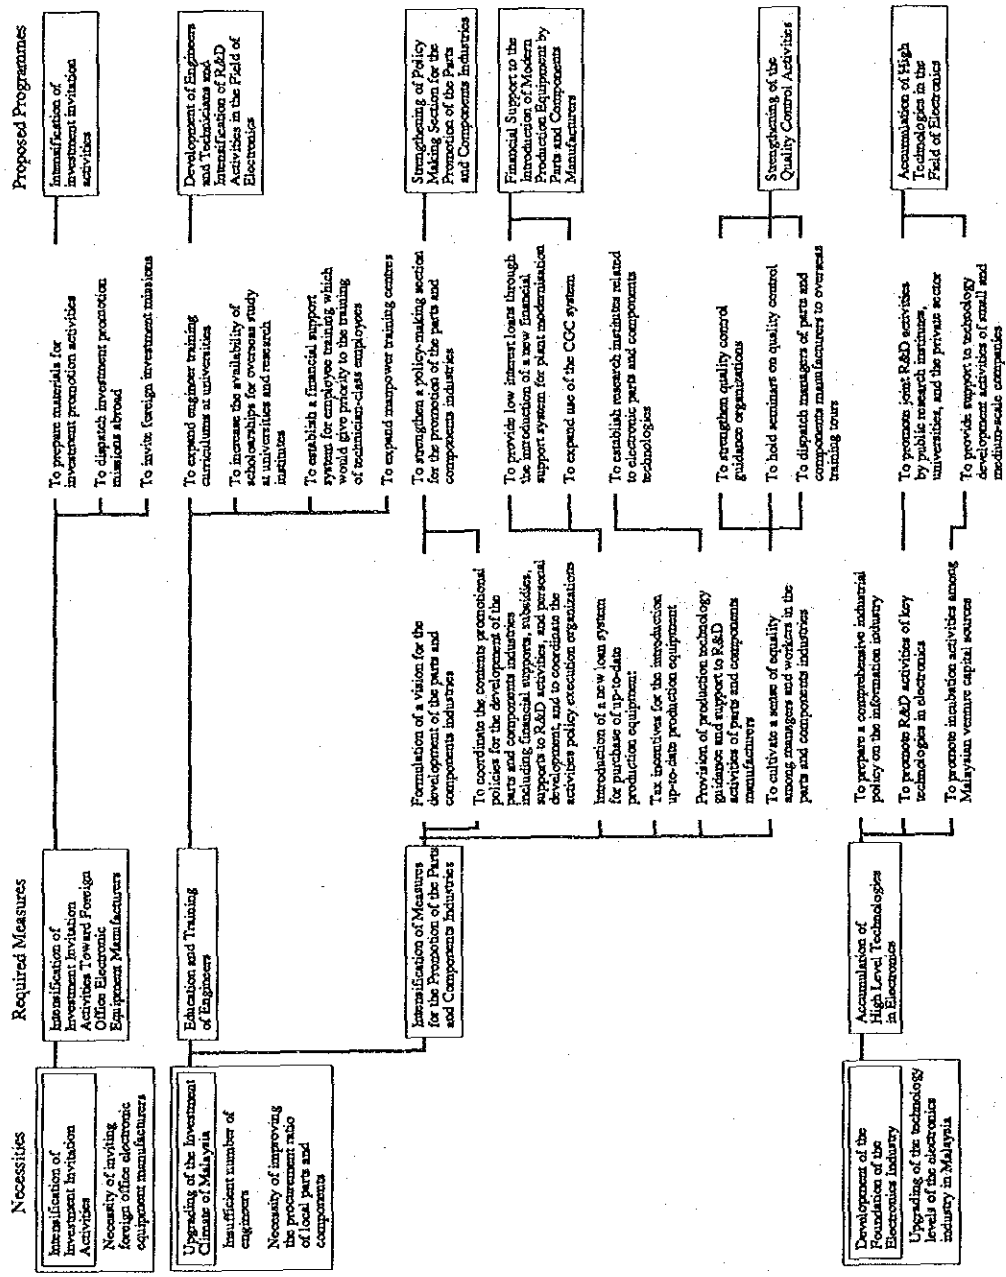 Necessities
Required Measures
Proposed Programmes
Intensification of
Investment Invitation
Activities
Necessity of inviting
foreign office electronic
equipment manufacturers
Intensification of
Investment Invitation
Activities Toward Foreign
Office Electronic
Equipment Manufacturers
To prepare materials for
investment promotion activities
To dispatch investment promotion
missions abroad
To invite foreign investment missions
Intensification of
investment invitation
activities
Upgrading of the Investment
Climate of Malaysia
Insufficient number of
engineers
Necessity of improving
the procurement ratio
of local parts and
components
Education and Training
of Engineers
To expand engineer training
curriculums at universities
To increase the availability of
scholoarships for overseas study
at universities and research
institutes
To establish a financial support
system for employee training which
would give priority to the training
of technician-class employees
To expand manpower training centres
Development of Engineers
and Technicians and
Intensification of R&D
Activities in the Field of
Electronics
Intensification of Measures
for the Promotion of the Parts
and Components Industries
Formulation of a vision for the
development of the parts and
components industries
To coordinate the contents promotional
policies for the development of the
parts and components industries
including financial supports, subsidies,
supports to R&D activities, and personal
development, and to coordinate the
activities policy execution organizations
Introduction of a new loan system
for purchase of up-to-date
production equipment
Tax incentives for the introduction
up-to-date production equiptment
Provision of production technology
guidance and support to R&D
activities of parts and components
manufacturers
To cultivate a sense of equality
among managers and workers in the
parts and components industries
To strengthen a policy-making section
for the promotion of the parts and
components industries
To provide low interest loans through
the introduction of a new financial
support system for plant modernisation
To expand use of the CGC system
To establish research institutes related
to electronic parts and components
technologies
To strengthen quality control
guidance organizations
To hold seminars on quality control
To dispatch managers of parts and
components manufacturers to overseas
training tours
Strengthening of Policy
Making Section for the
Promotion of the Parts
and Components Industries
Financial Support to the
introduction of Modern
Production Equipment by
Parts and Components
Manufacturers
Strengthening of the
Quality Control Activities
Development of the
Foundation of the
Electronics Industry
Upgrading of the technology
levels of the electronics
industry in Malaysia
Accumulation of
High Level Technologies
in Electronics
To prepare a comprehensive industrial
policy on the information industry
To promote R&D activities of key
technologies in electronics
To promote incubation activities among
Malaysian venture capital sources
To promote joint R&D activities
by public research institutes,
universities, and the private sector
To provide support to technology
development activities of small and
medium-scale companies
Accumulation of High
Technologies in the
Field of Electronics